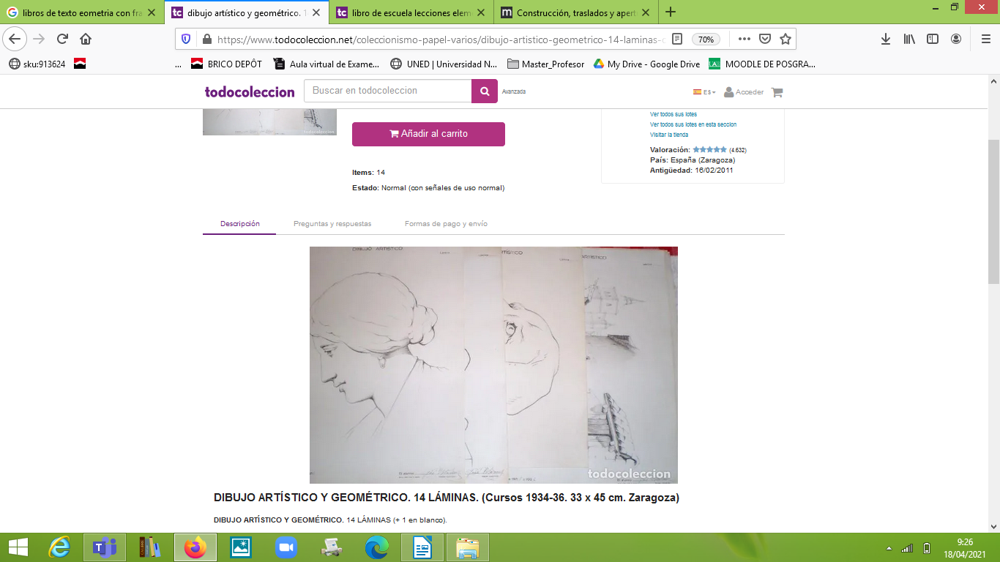 libros de texto eometria con fra
dibujo artístico y geométrico. 1
libro de escuela lecciones elem
Construcción, traslados y apert
https://www.todocoleccion.net/coleccionismo-papel-varios/dibujo-artistico-geometrico-14-laminas-c
70%
sku:913624
...
BRICO DEPÔT
Aula virtual de Exame...
UNED | Universidad N...
Master_Profesor
My Drive - Google Drive
MOODLE DE POSGRA...
todocoleccion
Buscar en todocoleccion
Avanzada
ES
Acceder
Añadir al carrito
Items: 14
Estado: Normal (con señales de uso normal)
Ver todos sus lotes
Ver todos sus lotes en esta seccion
Visitar la tienda
Valoración: (4.632)
País: España (Zaragoza)
Antigüedad: 16/02/2011
Descripción
Preguntas y respuestas
Formas de pago y envío
DIBUJO ARTISTICO
ARTISTICO
todocoleccion
DIBUJO ARTÍSTICO Y GEOMÉTRICO. 14 LÁMINAS. (Cursos 1934-36. 33 x 45 cm. Zaragoza)
DIBUJO ARTÍSTICO Y GEOMÉTRICO. 14 LÁMINAS (+ 1 en blanco).
9:26
18/04/2021